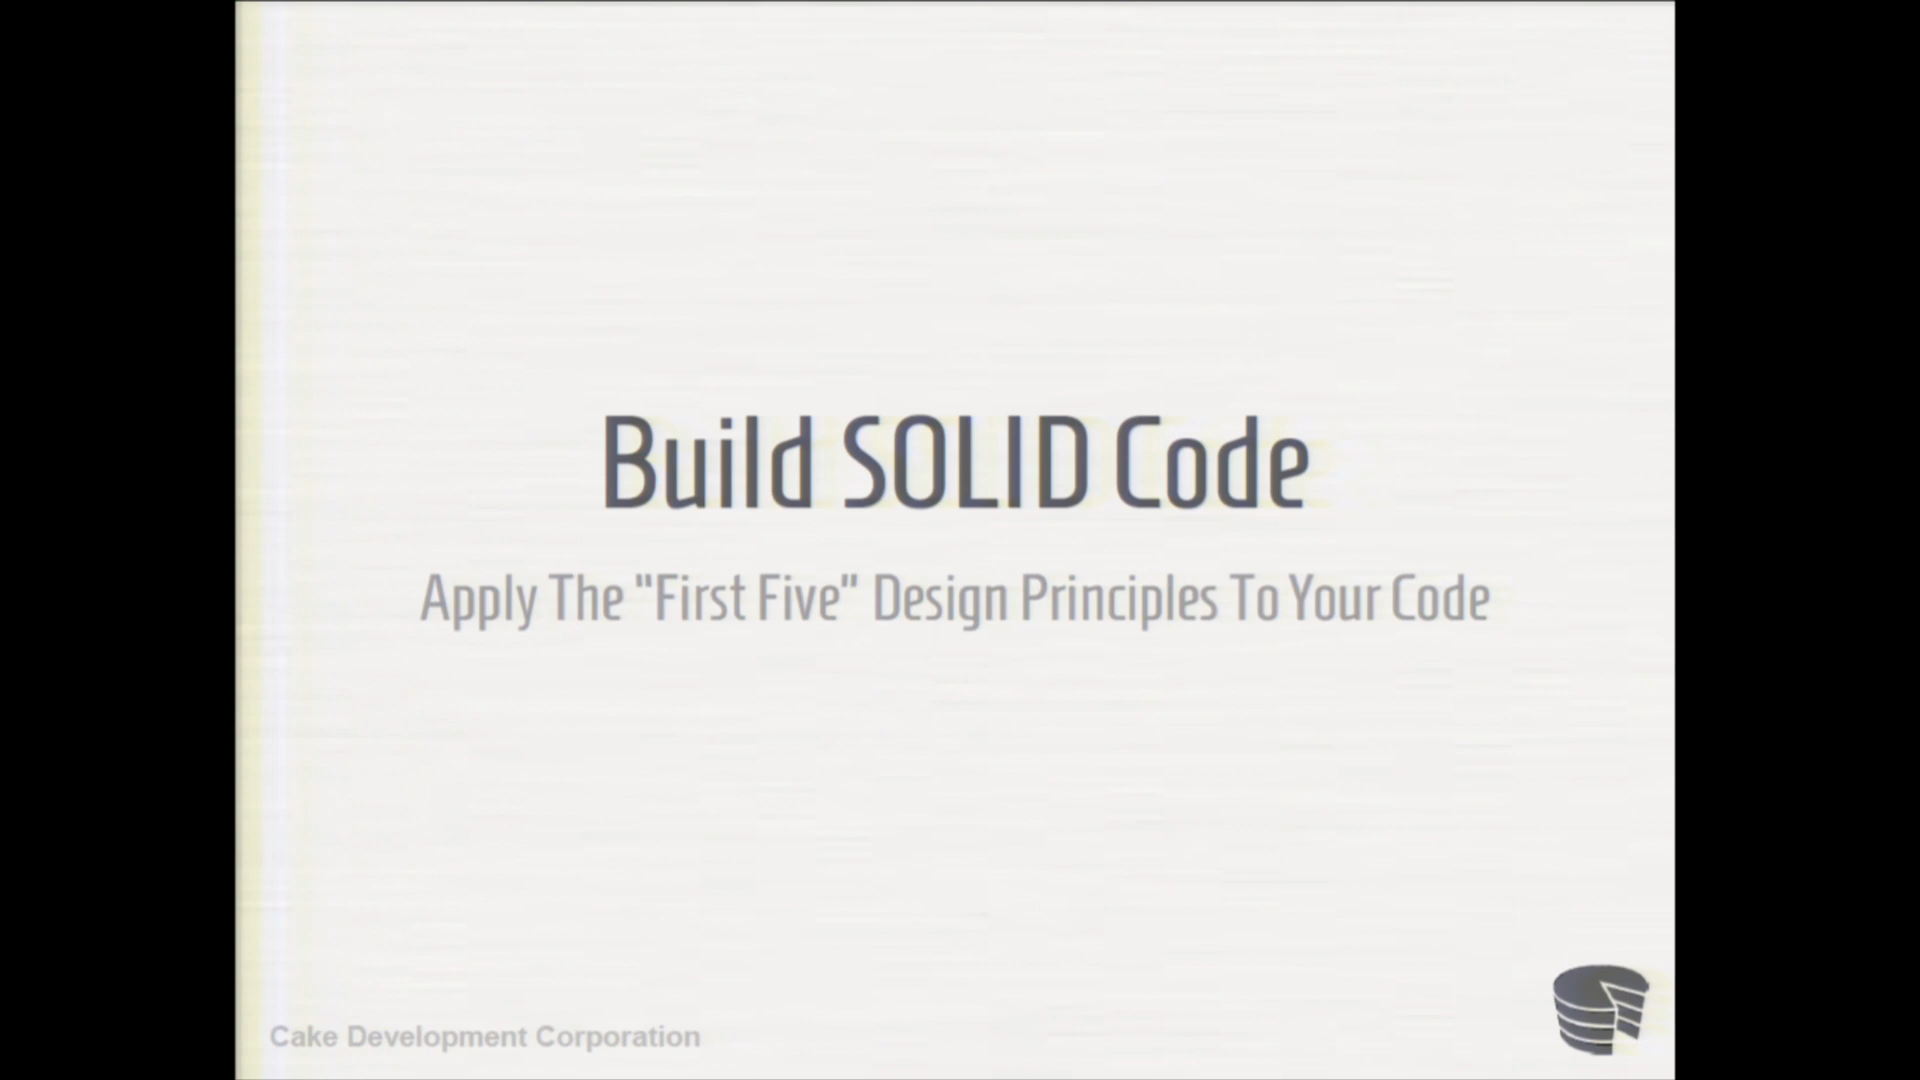 Build SOLID Code
Apply The "First Five" Design Principles To Your Code
Cake Development Corporation